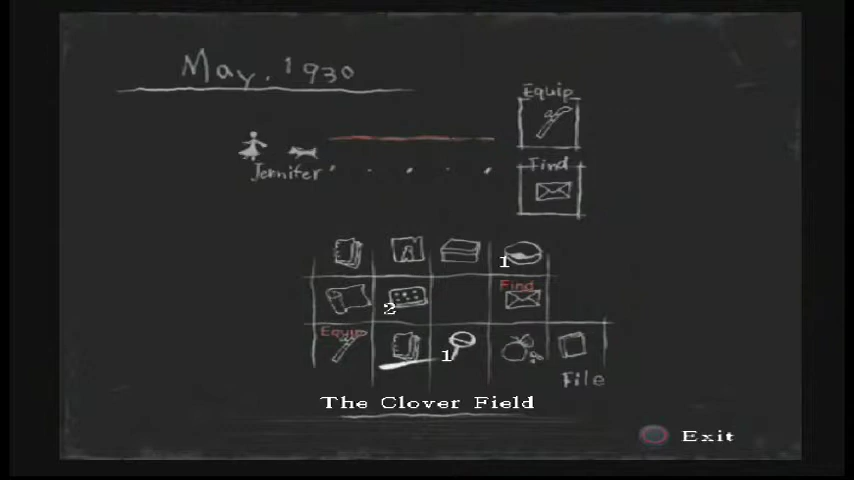 May. 1930
Equip
Find
Jennifer
1
2
Find
Equip
1
File
The Clover Field
Exit